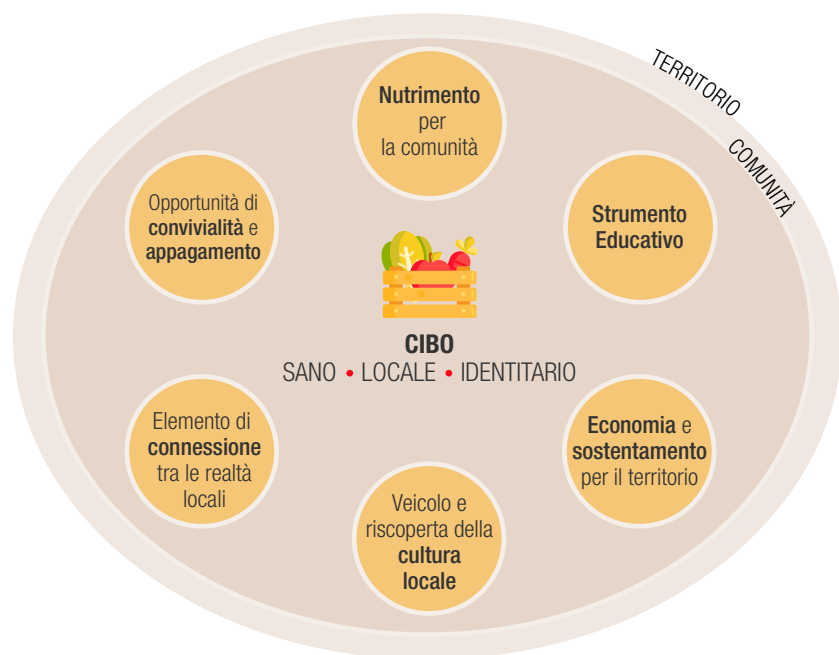 TERRITORIO
COMUNITÀ
Nutrimento
per
la comunità
Opportunità di
convivialità e
appagamento
Strumento
Educativo
CIBO
SANO • LOCALE • IDENTITARIO
Elemento di
connessione
tra le realtà
locali
Economia e
sostentamento
per il territorio
Veicolo e
riscoperta della
cultura
locale